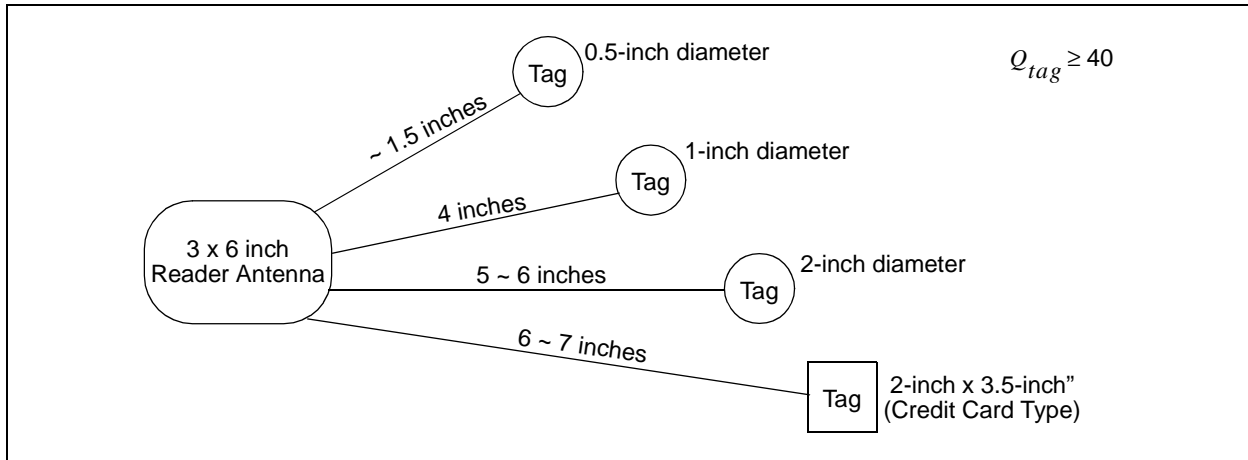 0.5-inch diameter
Tag
Q_tag ≥ 40
~ 1.5 inches
1-inch diameter
Tag
4 inches
3 x 6 inch
Reader Antenna
2-inch diameter
5 ~ 6 inches
Tag
6 ~ 7 inches
Tag
2-inch x 3.5-inch”
(Credit Card Type)